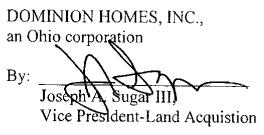 DOMINION HOMES, INC.,
an Ohio corporation
By:
Joseph A. Sugar III,
Vice President-Land Acquistion